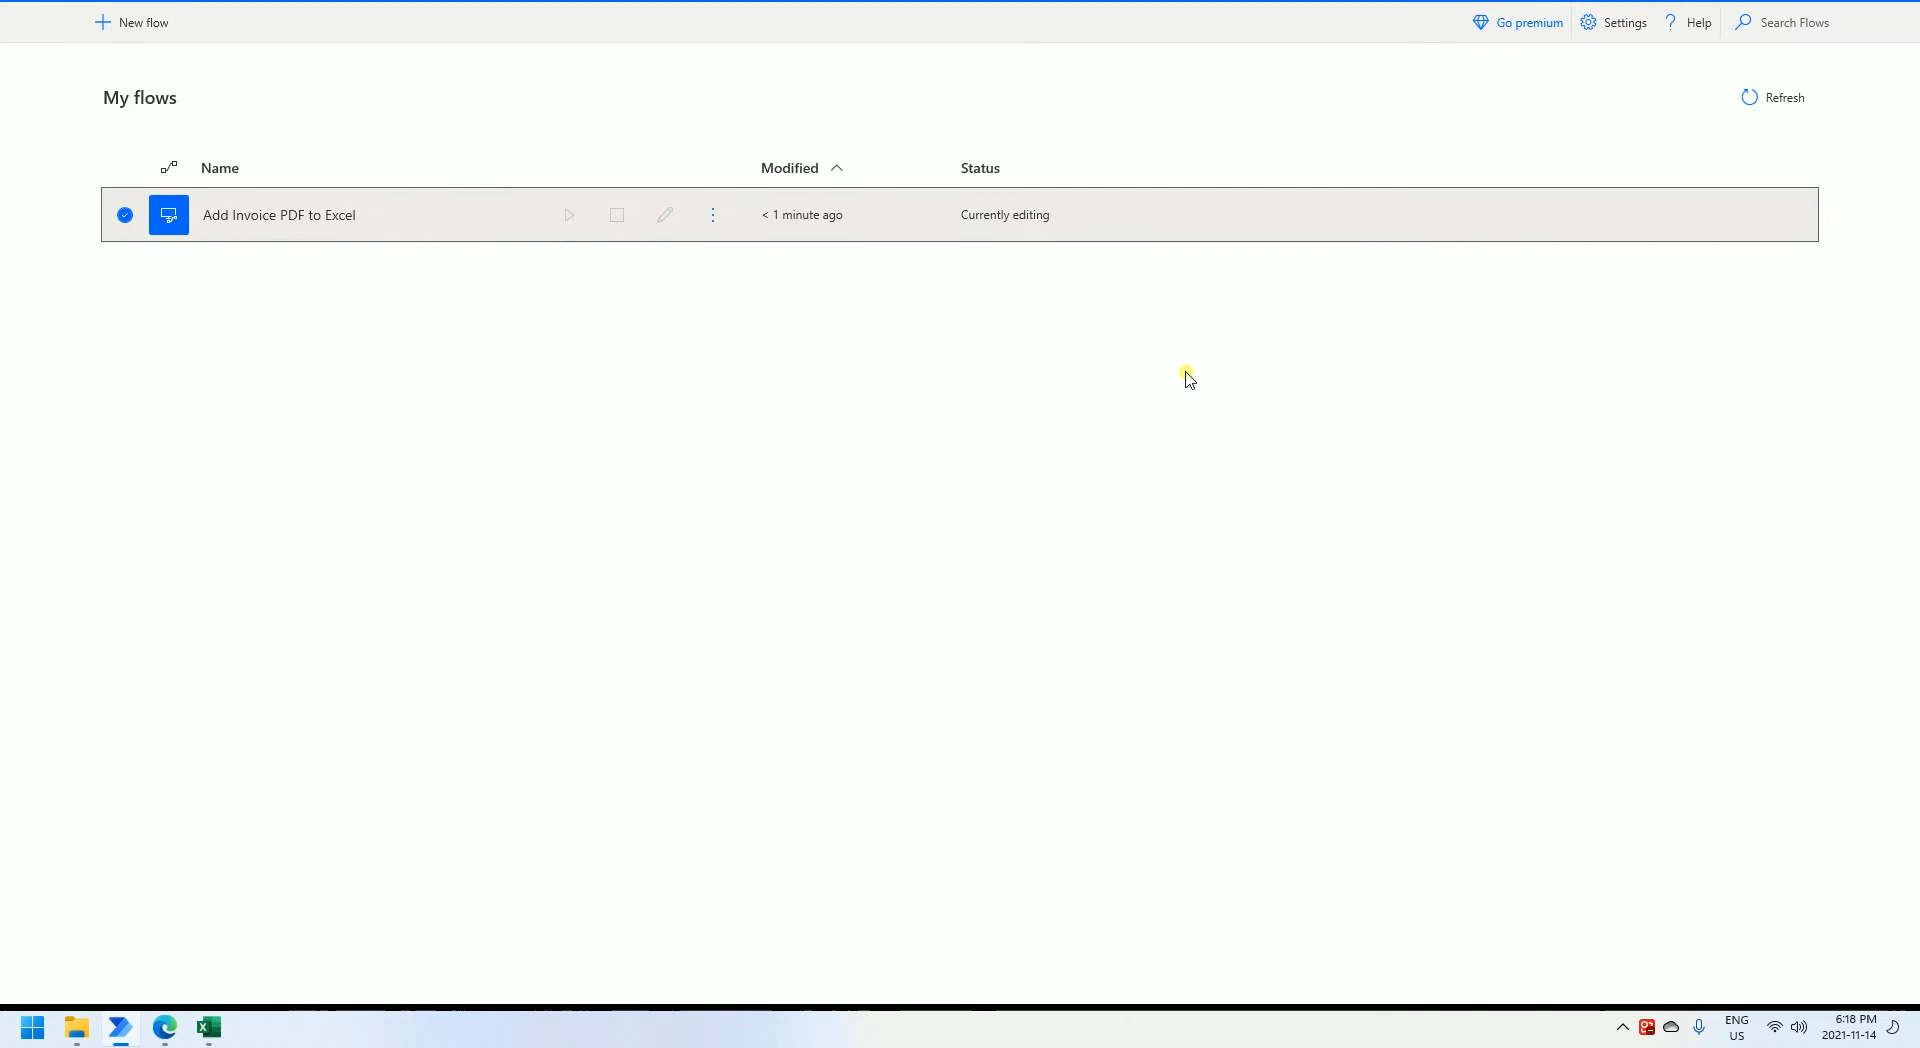 New flow
Go premium
Settings
? Help
Search Flows
My flows
Refresh
Name
Modified
Status
Add Invoice PDF to Excel
< 1 minute ago
Currently editing
ENG
US
6:18 PM
2021-11-14